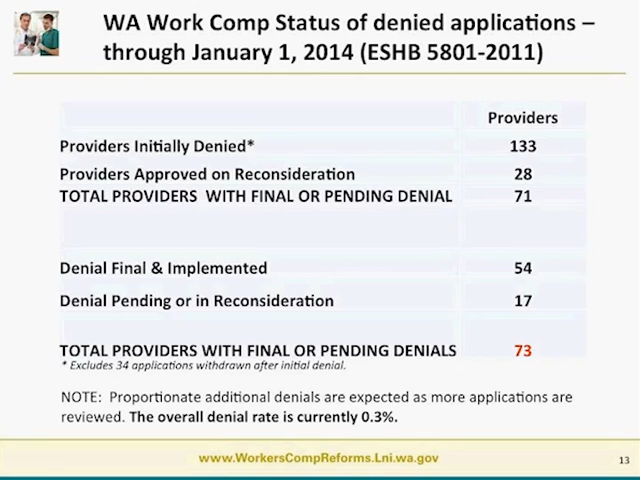 WA Work Comp Status of denied applications –
through January 1, 2014 (ESHB 5801-2011)
Providers
Providers Initially Denied* 133
Providers Approved on Reconsideration 28
TOTAL PROVIDERS WITH FINAL OR PENDING DENIAL 71
Denial Final & Implemented 54
Denial Pending or in Reconsideration 17
TOTAL PROVIDERS WITH FINAL OR PENDING DENIALS 73
* Excludes 34 applications withdrawn after initial denial.
NOTE: Proportionate additional denials are expected as more applications are
reviewed. The overall denial rate is currently 0.3%.
www.WorkersCompReforms.Lni.wa.gov 13